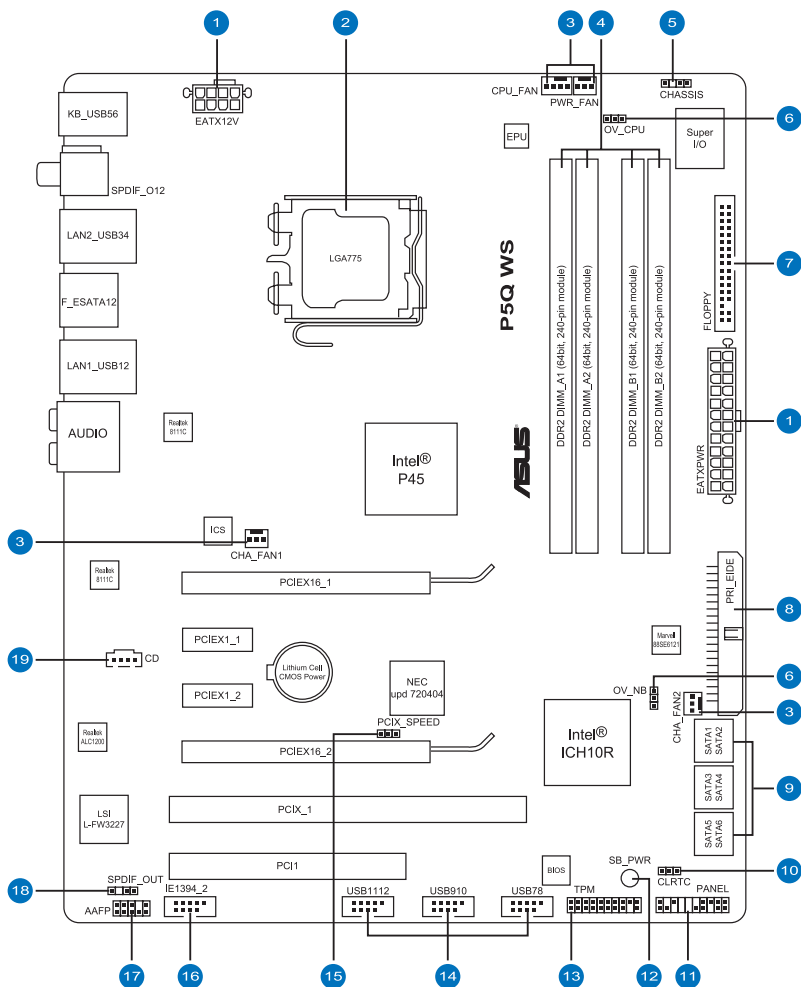 1
2
3
4
5
KB_USB56
EATX12V
CPU_FAN
PWR_FAN
CHASSIS
6
OV_CPU
EPU
Super
I/O
SPDIF_O12
LAN2_USB34
LGA775
P5Q WS
DDR2 DIMM_A1 (64bit, 240-pin module)
DDR2 DIMM_A2 (64bit, 240-pin module)
DDR2 DIMM_B1 (64bit, 240-pin module)
DDR2 DIMM_B2 (64bit, 240-pin module)
FLOPPY
7
F_ESATA12
LAN1_USB12
AUDIO
Realtek
8111C
Intel®
P45
ASUS
EATXPWR
1
3
ICS
CHA_FAN1
Realtek
8111C
PCIEX16_1
PRI_EIDE
8
19
CD
PCIEX1_1
Lithium Cell
CMOS Power
PCIEX1_2
NEC
upd 720404
Marvell
88SE6121
OV_NB
6
CHA_FAN2
3
Realtek
ALC1200
PCIX_SPEED
PCIEX16_2
Intel®
ICH10R
SATA1
SATA2
SATA3
SATA4
SATA5
SATA6
9
LSI
L-FW3227
PCIX_1
PCI1
BIOS
SB_PWR
CLRTC
10
18
SPDIF_OUT
AAFP
IE1394_2
USB1112
USB910
USB78
TPM
PANEL
17
16
15
14
13
12
11